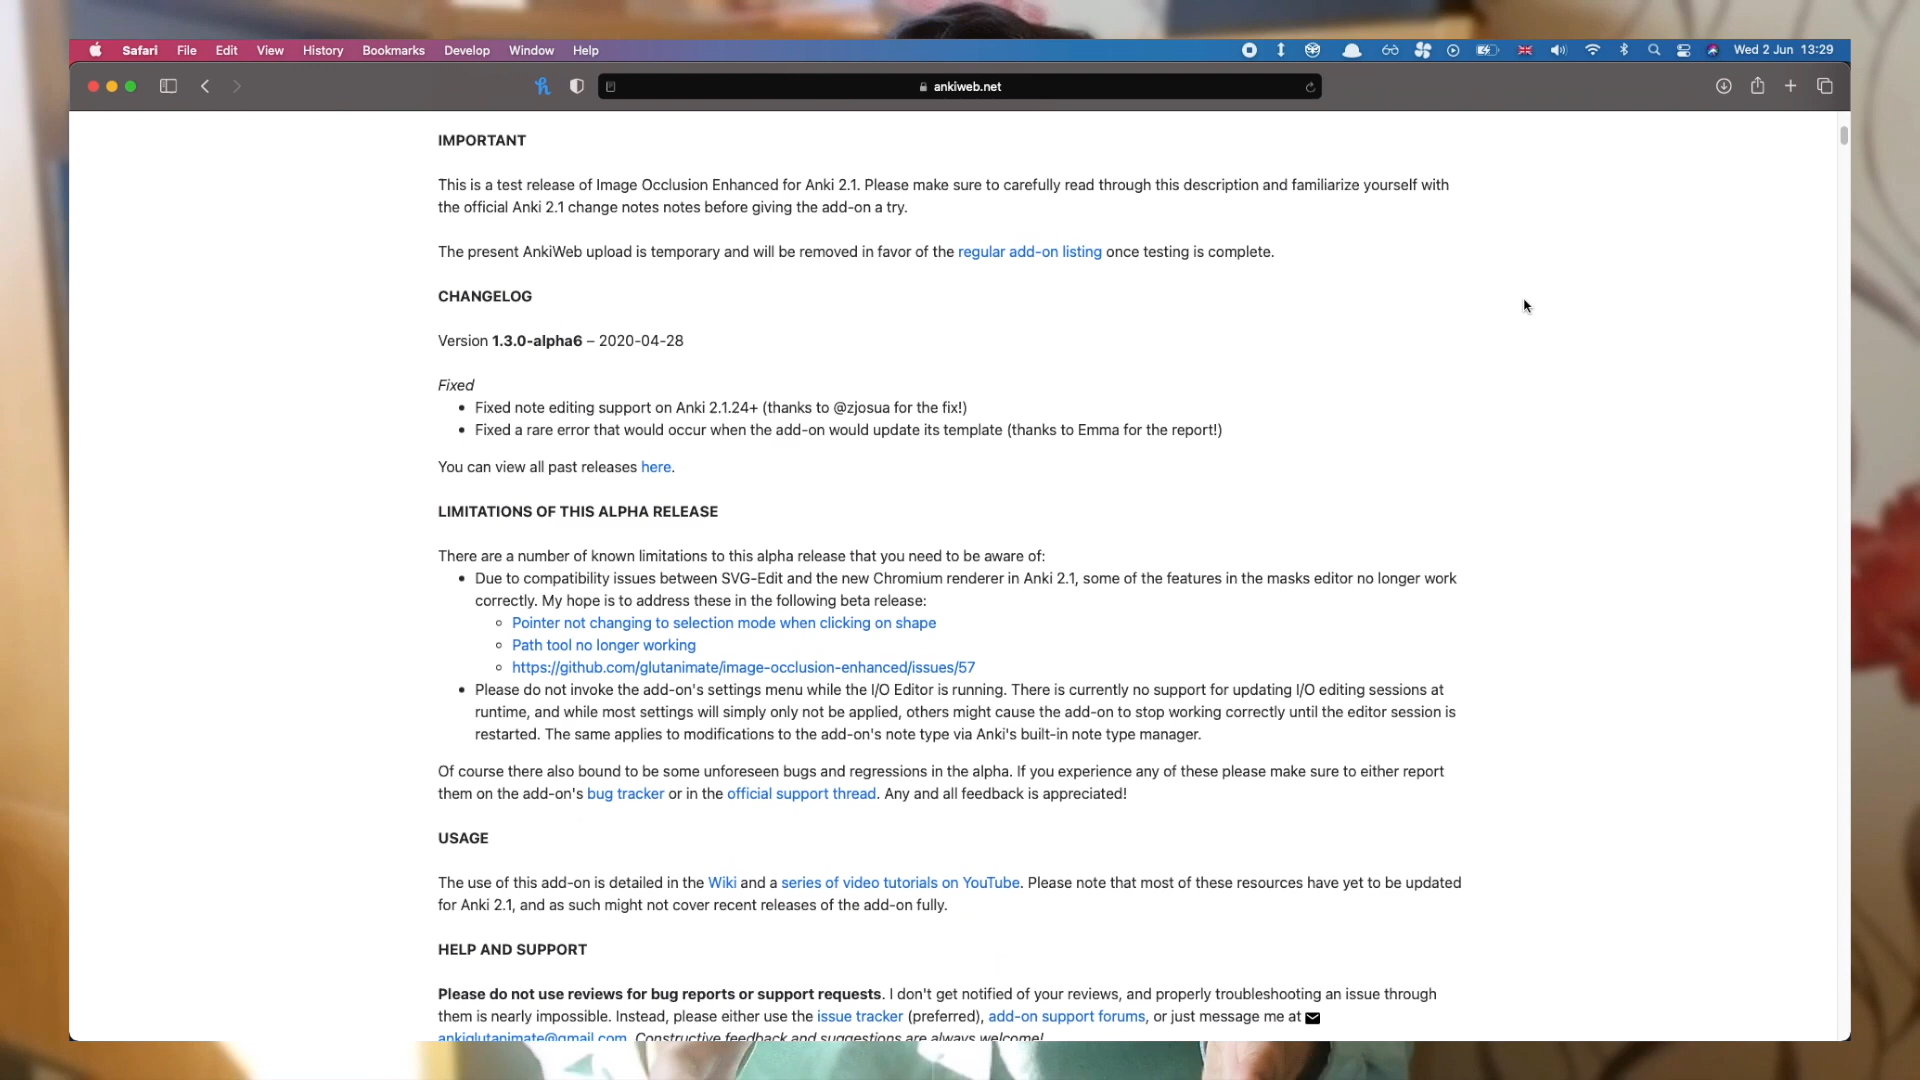 Safari File Edit View History Bookmarks Develop Window Help Wed 2 Jun 13:29
ankiweb.net
IMPORTANT
This is a test release of Image Occlusion Enhanced for Anki 2.1. Please make sure to carefully read through this description and familiarize yourself with
the official Anki 2.1 change notes notes before giving the add-on a try.
The present AnkiWeb upload is temporary and will be removed in favor of the regular add-on listing once testing is complete.
CHANGELOG
Version 1.3.0-alpha6 – 2020-04-28
Fixed
• Fixed note editing support on Anki 2.1.24+ (thanks to @zjosua for the fix!)
• Fixed a rare error that would occur when the add-on would update its template (thanks to Emma for the report!)
You can view all past releases here.
LIMITATIONS OF THIS ALPHA RELEASE
There are a number of known limitations to this alpha release that you need to be aware of:
• Due to compatibility issues between SVG-Edit and the new Chromium renderer in Anki 2.1, some of the features in the masks editor no longer work
correctly. My hope is to address these in the following beta release:
◦ Pointer not changing to selection mode when clicking on shape
◦ Path tool no longer working
◦ https://github.com/glutanimate/image-occlusion-enhanced/issues/57
• Please do not invoke the add-on's settings menu while the I/O Editor is running. There is currently no support for updating I/O editing sessions at
runtime, and while most settings will simply only not be applied, others might cause the add-on to stop working correctly until the editor session is
restarted. The same applies to modifications to the add-on's note type via Anki's built-in note type manager.
Of course there also bound to be some unforeseen bugs and regressions in the alpha. If you experience any of these please make sure to either report
them on the add-on's bug tracker or in the official support thread. Any and all feedback is appreciated!
USAGE
The use of this add-on is detailed in the Wiki and a series of video tutorials on YouTube. Please note that most of these resources have yet to be updated
for Anki 2.1, and as such might not cover recent releases of the add-on fully.
HELP AND SUPPORT
Please do not use reviews for bug reports or support requests. I don't get notified of your reviews, and properly troubleshooting an issue through
them is nearly impossible. Instead, please either use the issue tracker (preferred), add-on support forums, or just message me at
ankiglutanimate@gmail.com. Constructive feedback and suggestions are always welcome!